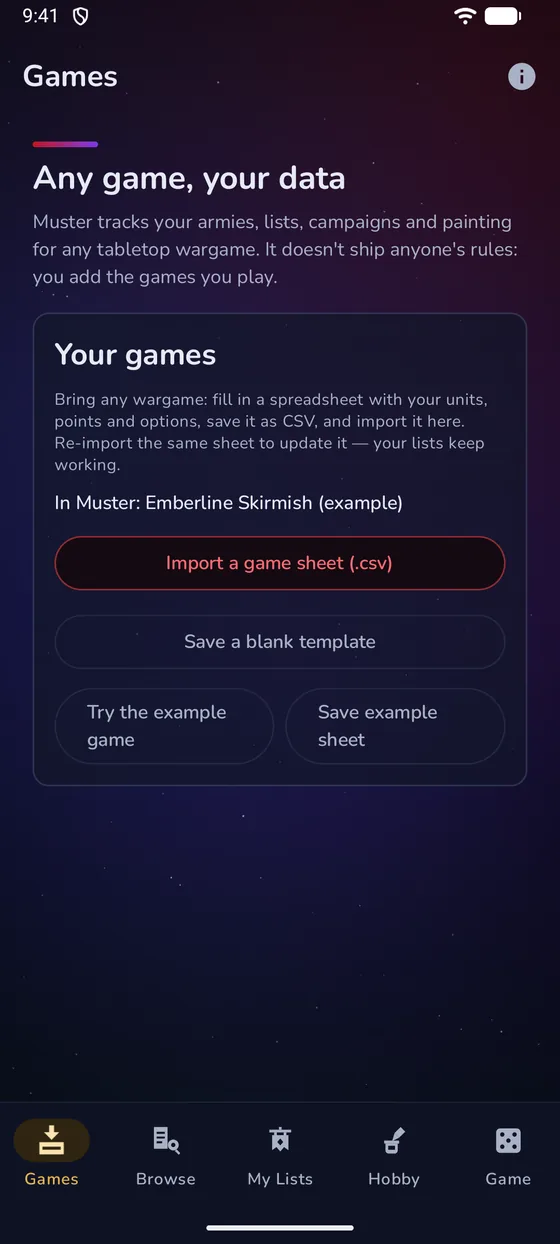 9:41
Games
Any game, your data
Muster tracks your armies, lists, campaigns and painting
for any tabletop wargame. It doesn't ship anyone's rules:
you add the games you play.
Your games
Bring any wargame: fill in a spreadsheet with your units,
points and options, save it as CSV, and import it here.
Re-import the same sheet to update it — your lists keep
working.
In Muster: Emberline Skirmish (example)
Import a game sheet (.csv)
Save a blank template
Try the example
game
Save example
sheet
Games
Browse
My Lists
Hobby
Game